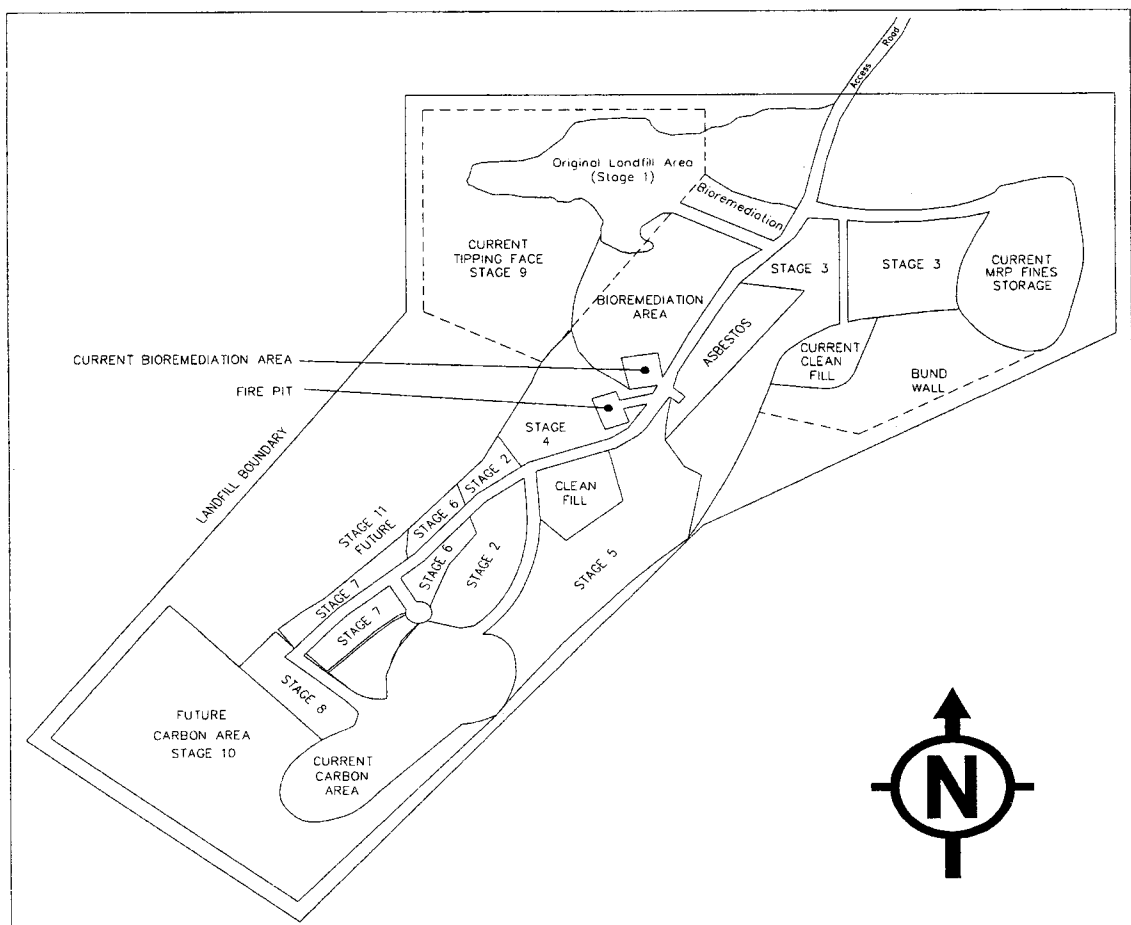 Access Road
Original Landfill Area
(Stage 1)
Bioremediation
CURRENT
TIPPING FACE
STAGE 9
STAGE 3
STAGE 3
CURRENT
MRP FINES
STORAGE
BIOREMEDIATION
AREA
ASBESTOS
CURRENT BIOREMEDIATION AREA
CURRENT
CLEAN
FILL
BUND
WALL
FIRE PIT
STAGE
4
LANDFILL BOUNDARY
STAGE 2
CLEAN
FILL
STAGE 11
FUTURE
STAGE 6
STAGE 6
STAGE 2
STAGE 5
STAGE 7
STAGE 7
STAGE 8
FUTURE
CARBON AREA
STAGE 10
CURRENT
CARBON
AREA
N